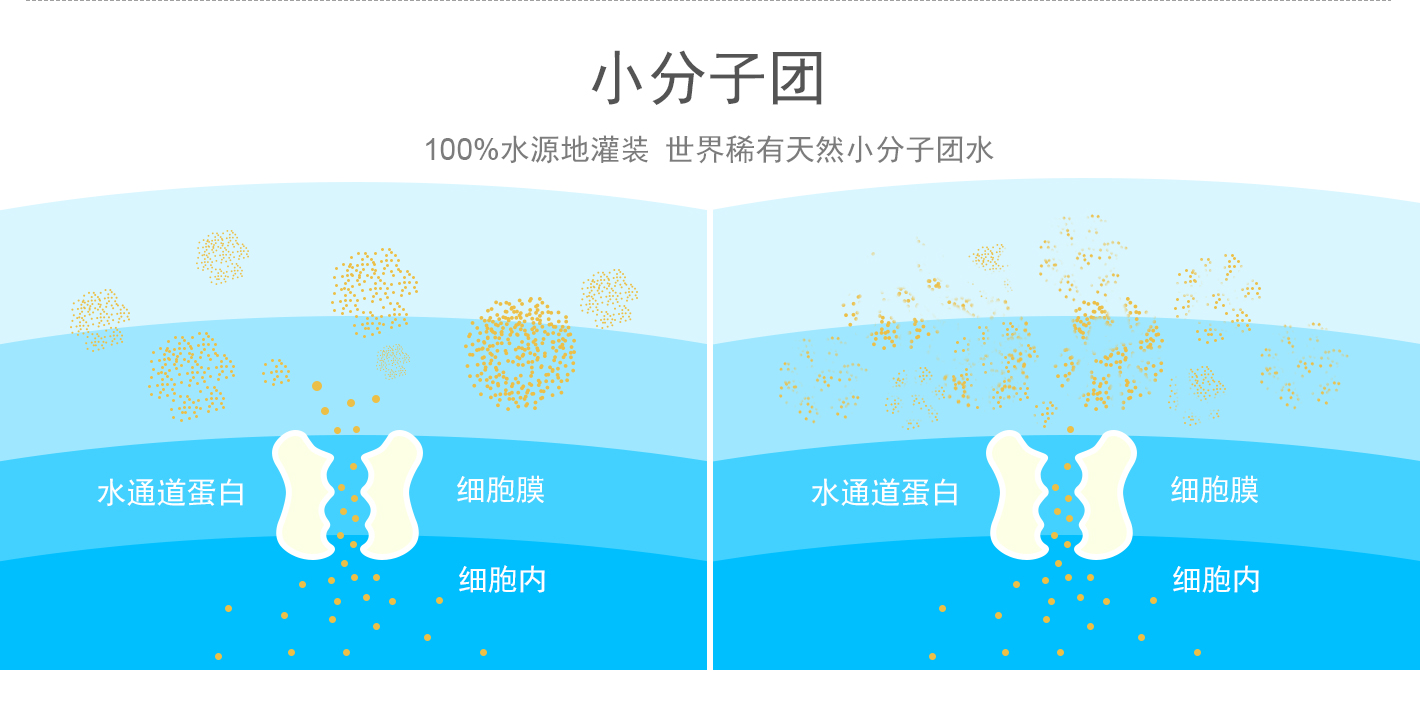 小分子团
100%水源地灌装 世界稀有天然小分子团水
水通道蛋白
细胞膜
细胞内
水通道蛋白
细胞膜
细胞内